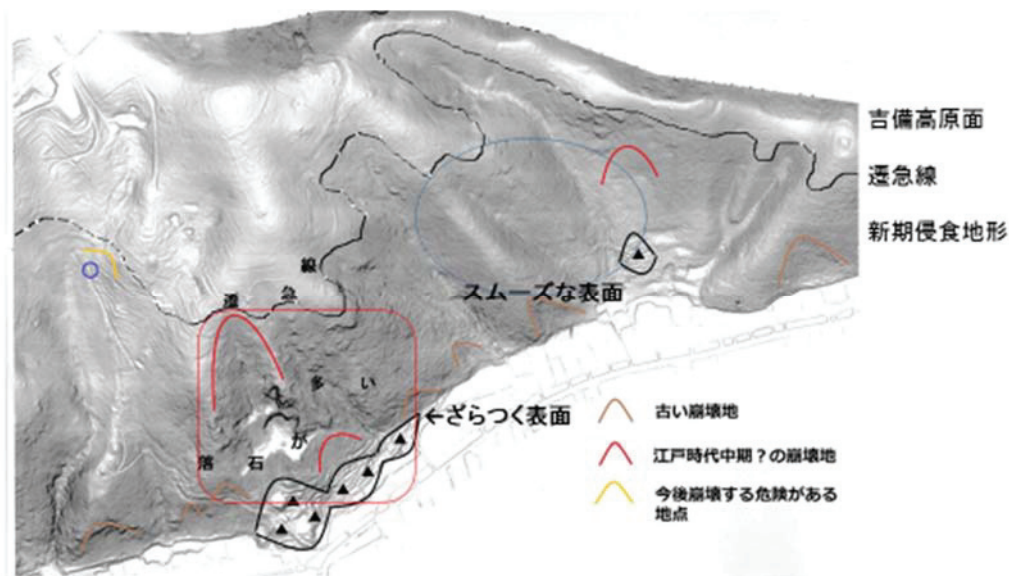 吉備高原面
遷急線
新期侵食地形
遷急線
スムーズな表面
落石が多い
←ざらつく表面
古い崩壊地
江戸時代中期？の崩壊地
今後崩壊する危険がある
地点